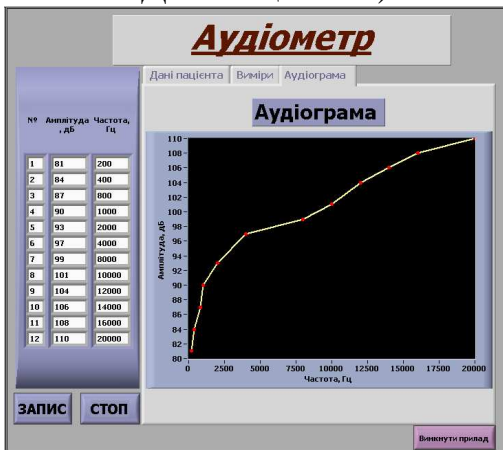 Аудіометр
Дані пацієнта Виміри Аудіограма
№ Амплітуда, дБ Частота, Гц
1 81 200
2 84 400
3 87 800
4 90 1000
5 93 2000
6 97 4000
7 99 8000
8 101 10000
9 104 12000
10 106 14000
11 108 16000
12 110 20000
Аудіограма
Амплітуда, дБ
110
108
106
104
102
100
98
96
94
92
90
88
86
84
82
80
0 2500 5000 7500 10000 12500 15000 17500 20000
Частота, Гц
ЗАПИС СТОП
Вимкнути прилад